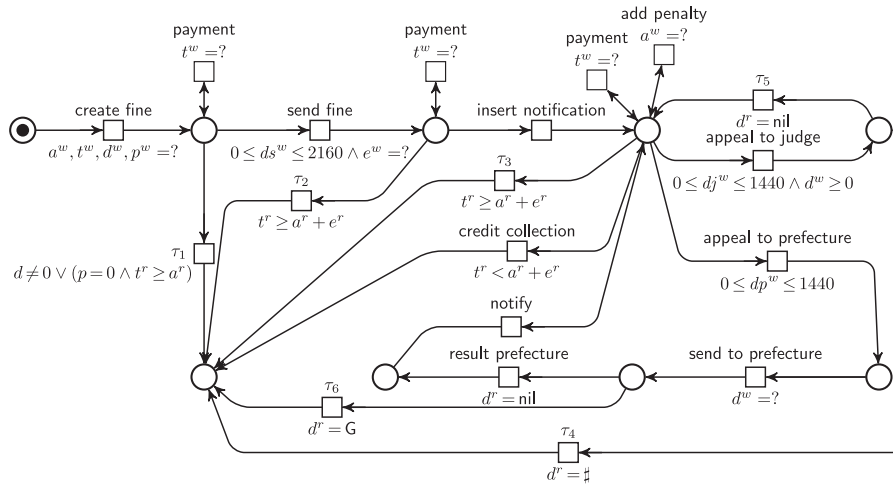 add penalty
a^w =?
payment
t^w =?
payment
t^w =?
payment
t^w =?
τ5
d^r = nil
create fine
a^w, t^w, d^w, p^w =?
send fine
0 ≤ ds^w ≤ 2160 ∧ e^w =?
insert notification
appeal to judge
0 ≤ dj^w ≤ 1440 ∧ d^w ≥ 0
τ2
t^r ≥ a^r + e^r
τ3
t^r ≥ a^r + e^r
τ1
d ≠ 0 ∨ (p = 0 ∧ t^r ≥ a^r)
credit collection
t^r < a^r + e^r
appeal to prefecture
0 ≤ dp^w ≤ 1440
notify
result prefecture
d^r = nil
send to prefecture
d^w =?
τ6
d^r = G
τ4
d^r = ♯